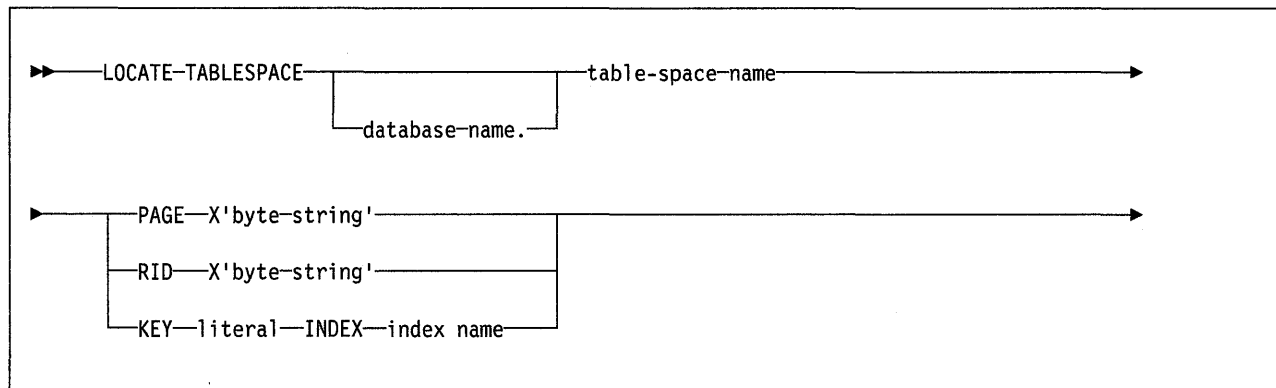 LOCATE TABLESPACE table-space name
database-name.
PAGE X'byte-string'
RID X'byte-string'
KEY literal INDEX index name